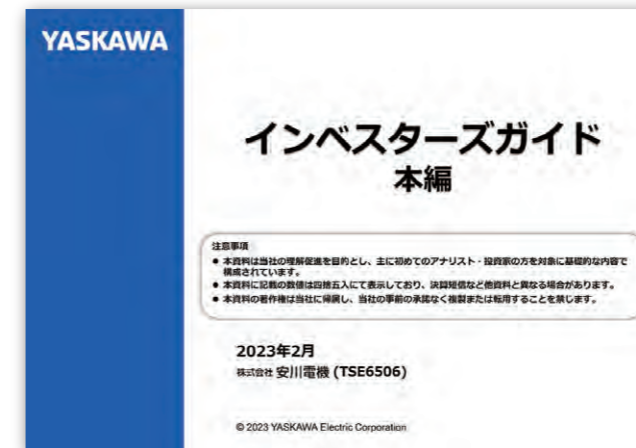 YASKAWA
インベスターズガイド
本編
注意事項
● 本資料は当社の理解促進を目的とし、主に初めてのアナリスト・投資家の方を対象に基礎的な内容で
構成されています。
● 本資料に記載の数値は四捨五入にて表示しており、決算短信など他資料と異なる場合があります。
● 本資料の著作権は当社に帰属し、当社の事前の承諾なく複製または転用することを禁じます。
2023年2月
株式会社 安川電機 (TSE6506)
© 2023 YASKAWA Electric Corporation